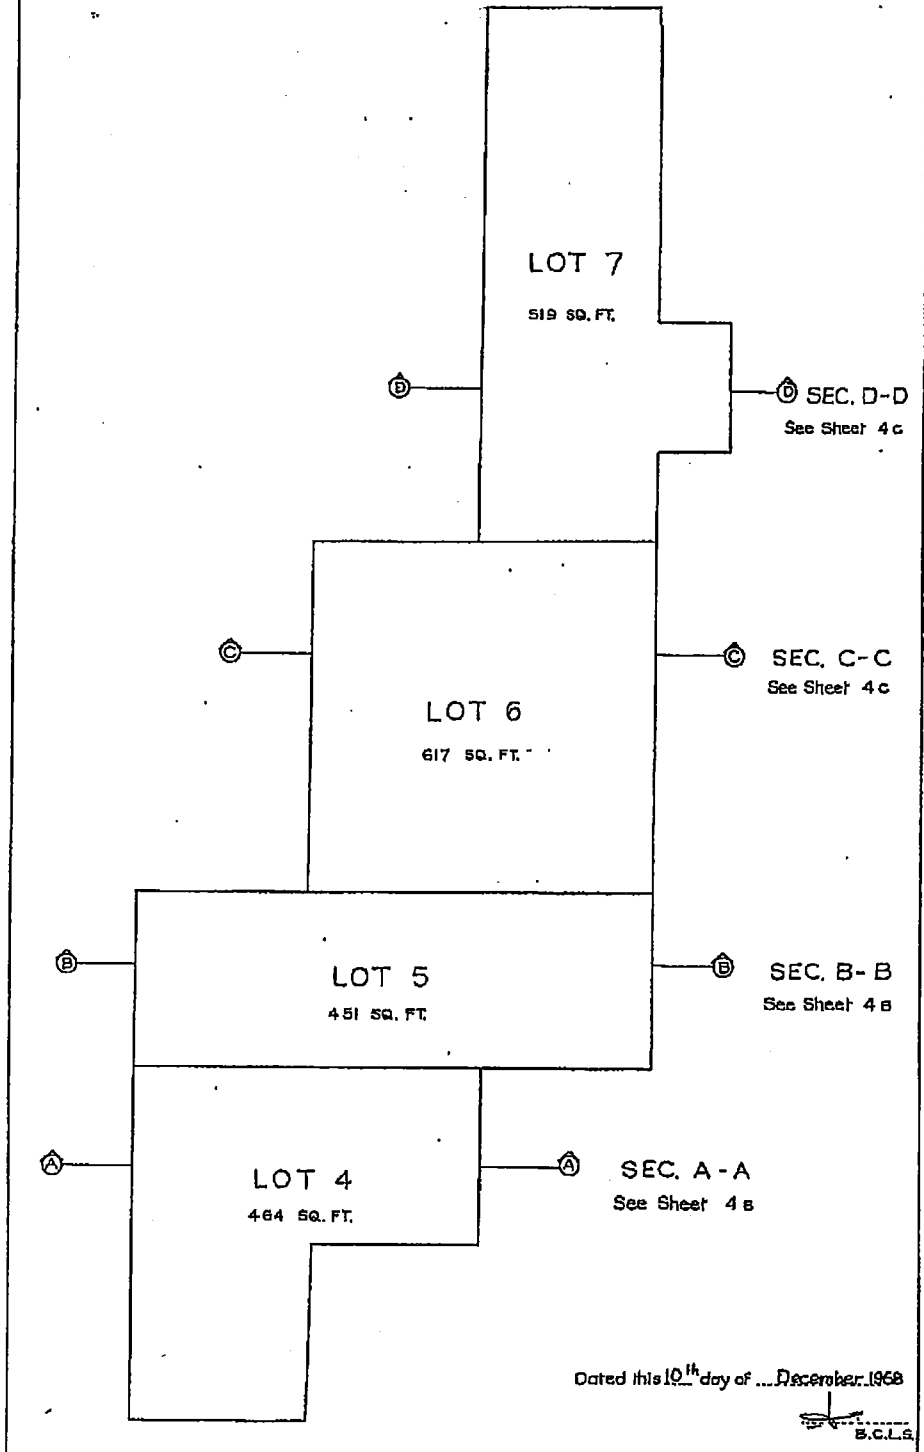 LOT 7
519 SQ. FT.
D
D SEC. D-D
See Sheet 4c
C
C SEC. C-C
See Sheet 4c
LOT 6
617 SQ. FT.
B
B SEC. B-B
See Sheet 4B
LOT 5
451 SQ. FT.
A
A SEC. A-A
See Sheet 4B
LOT 4
464 SQ. FT.
Dated this 10th day of December 1968
B.C.L.S.